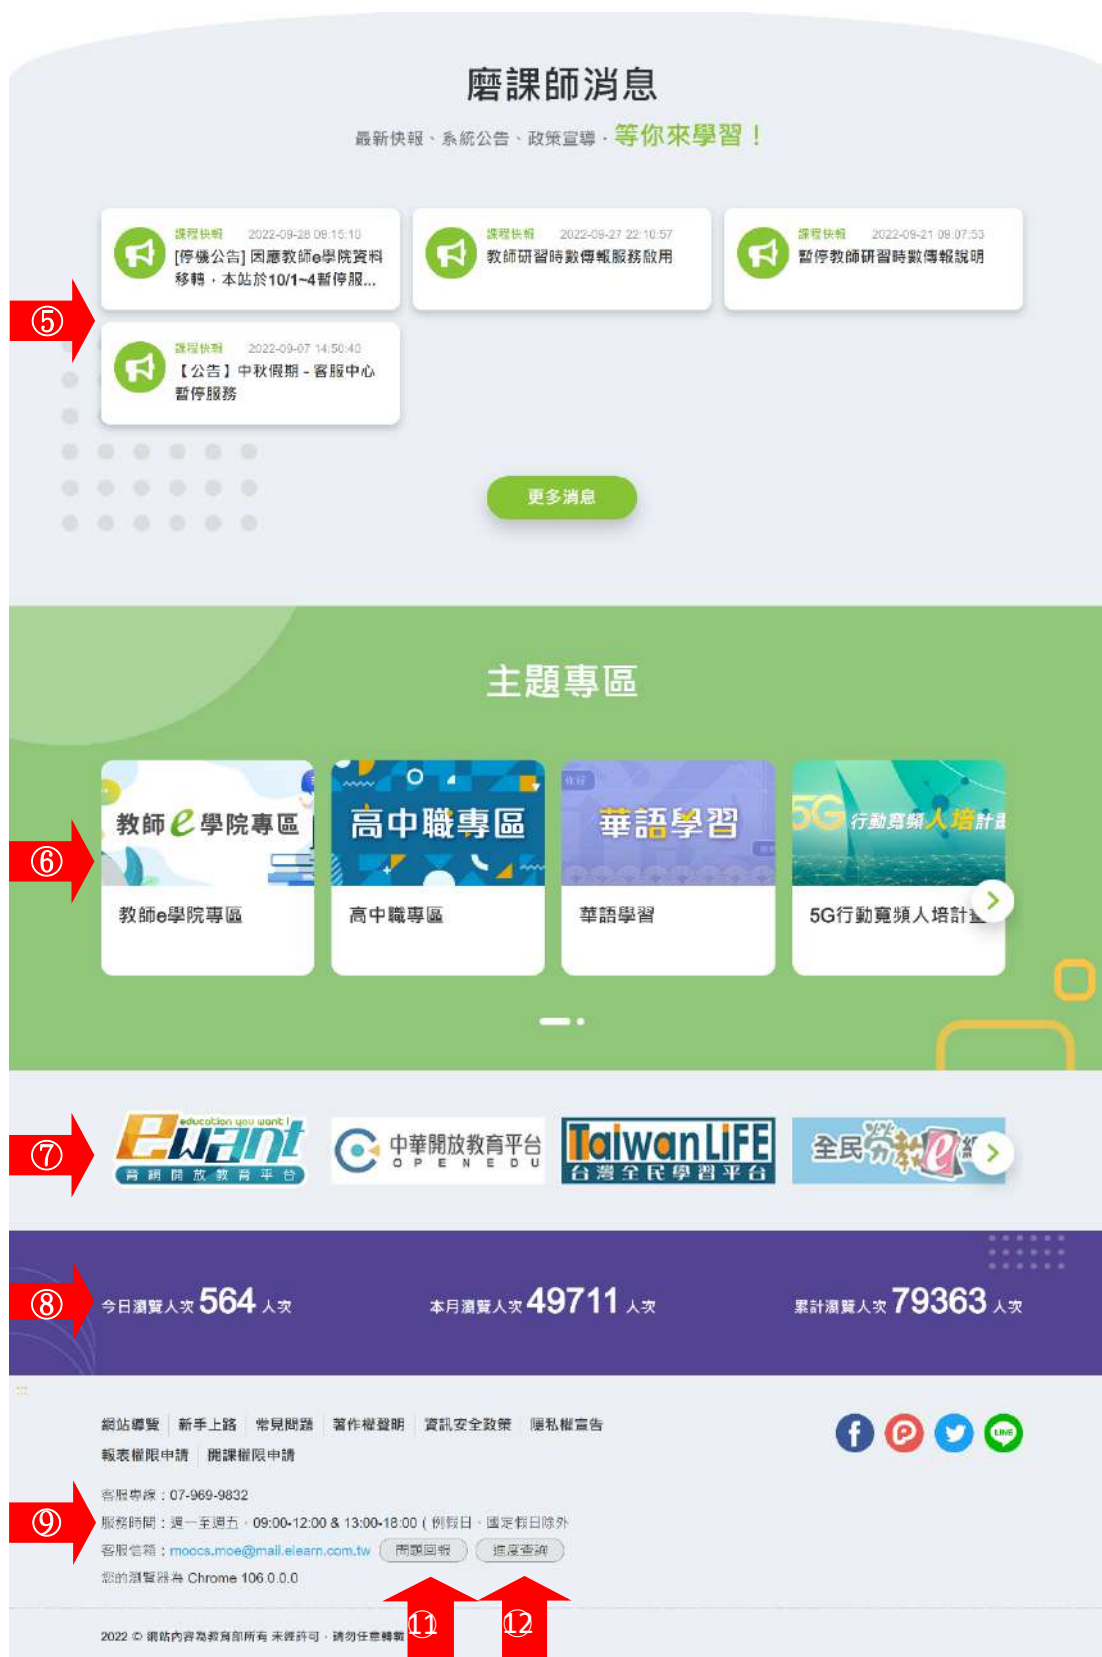 磨課師消息
最新快報、系統公告、政策宣導，等你來學習！
課程快報 2022-09-28 09:15:10
[停機公告] 因應教師e學院資料
移轉，本站於10/1~4暫停服...
課程快報 2022-09-27 22:10:57
教師研習時數傳報服務啟用
課程快報 2022-09-21 09:07:53
暫停教師研習時數傳報說明
⑤
課程快報 2022-09-07 14:50:40
【公告】中秋假期 - 客服中心
暫停服務
更多消息
主題專區
教師e學院專區
高中職專區
你好
華語學習
5G行動寬頻人培計畫
⑥
教師e學院專區
高中職專區
華語學習
5G行動寬頻人培計畫
⑦
education you want !
ewant
育網開放教育平台
中華開放教育平台
OPENEDU
TaiwanLiFE
台灣全民學習平台
全民勞教e
⑧
今日瀏覽人次 564 人次
本月瀏覽人次 49711 人次
累計瀏覽人次 79363 人次
:::
網站導覽 新手上路 常見問題 著作權聲明 資訊安全政策 隱私權宣告
報表權限申請 開課權限申請
LINE
⑨
客服專線：07-969-9832
服務時間：週一至週五，09:00-12:00 & 13:00-18:00 ( 例假日、國定假日除外
客服信箱：moocs.moe@mail.elearn.com.tw 問題回報 進度查詢
您的瀏覽器為 Chrome 106.0.0.0
⑪
⑫
2022 © 網站內容為教育部所有 未經許可，請勿任意轉載